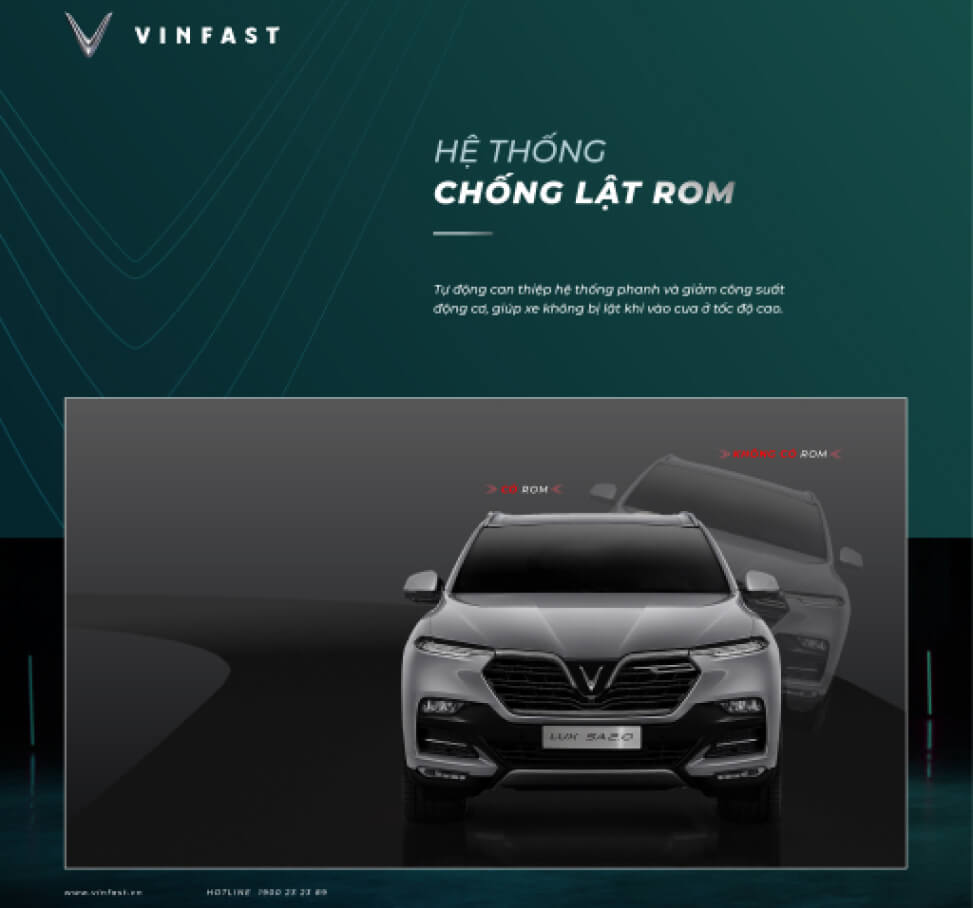 VINFAST
HỆ THỐNG
CHỐNG LẬT ROM
Tự động can thiệp hệ thống phanh và giảm công suất
động cơ, giúp xe không bị lật khi vào cua ở tốc độ cao.
KHÔNG CÓ ROM
CÓ ROM
LUX SA2.0
www.vinfast.vn
HOTLINE 1900 23 23 89